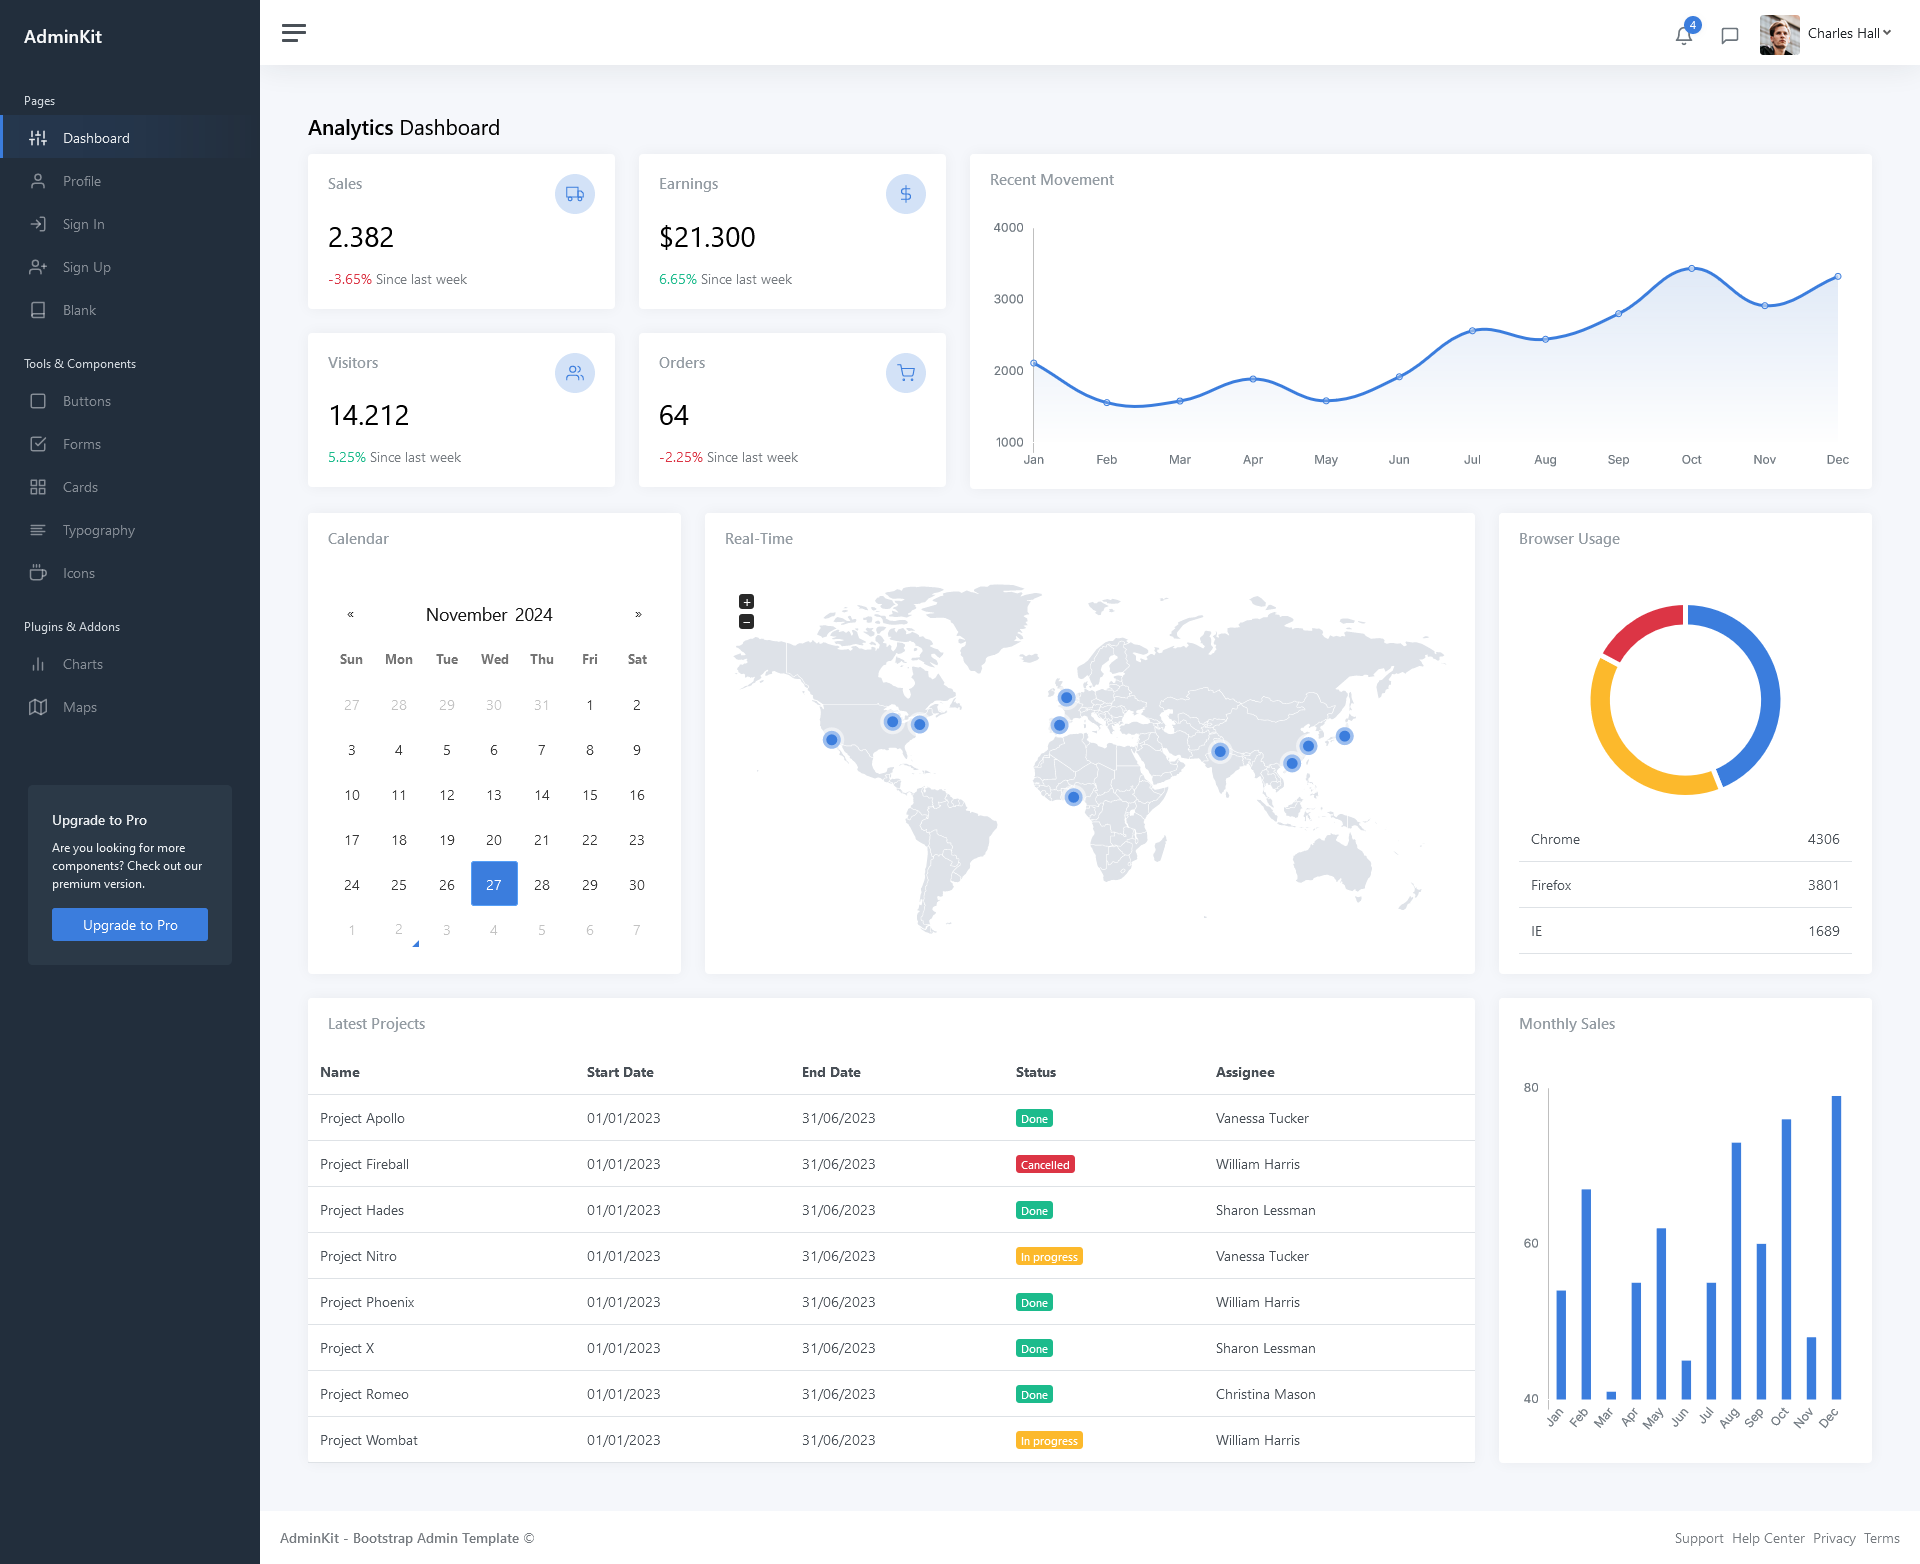 AdminKit
Pages
Dashboard
Profile
Sign In
Sign Up
Blank
Tools & Components
Buttons
Forms
Cards
Typography
Icons
Plugins & Addons
Charts
Maps
Upgrade to Pro
Are you looking for more
components? Check out our
premium version.
Upgrade to Pro
4
Charles Hall
Analytics Dashboard
Sales
2.382
-3.65% Since last week
Earnings
$21.300
6.65% Since last week
Visitors
14.212
5.25% Since last week
Orders
64
-2.25% Since last week
Recent Movement
4000
3000
2000
1000
Jan Feb Mar Apr May Jun Jul Aug Sep Oct Nov Dec
Calendar
« November 2024 »
Sun Mon Tue Wed Thu Fri Sat
27 28 29 30 31 1 2
3 4 5 6 7 8 9
10 11 12 13 14 15 16
17 18 19 20 21 22 23
24 25 26 27 28 29 30
1 2 3 4 5 6 7
Real-Time
+
−
Browser Usage
Chrome 4306
Firefox 3801
IE 1689
Latest Projects
Name Start Date End Date Status Assignee
Project Apollo 01/01/2023 31/06/2023 Done Vanessa Tucker
Project Fireball 01/01/2023 31/06/2023 Cancelled William Harris
Project Hades 01/01/2023 31/06/2023 Done Sharon Lessman
Project Nitro 01/01/2023 31/06/2023 In progress Vanessa Tucker
Project Phoenix 01/01/2023 31/06/2023 Done William Harris
Project X 01/01/2023 31/06/2023 Done Sharon Lessman
Project Romeo 01/01/2023 31/06/2023 Done Christina Mason
Project Wombat 01/01/2023 31/06/2023 In progress William Harris
Monthly Sales
80
60
40
Jan Feb Mar Apr May Jun Jul Aug Sep Oct Nov Dec
AdminKit - Bootstrap Admin Template ©
Support Help Center Privacy Terms